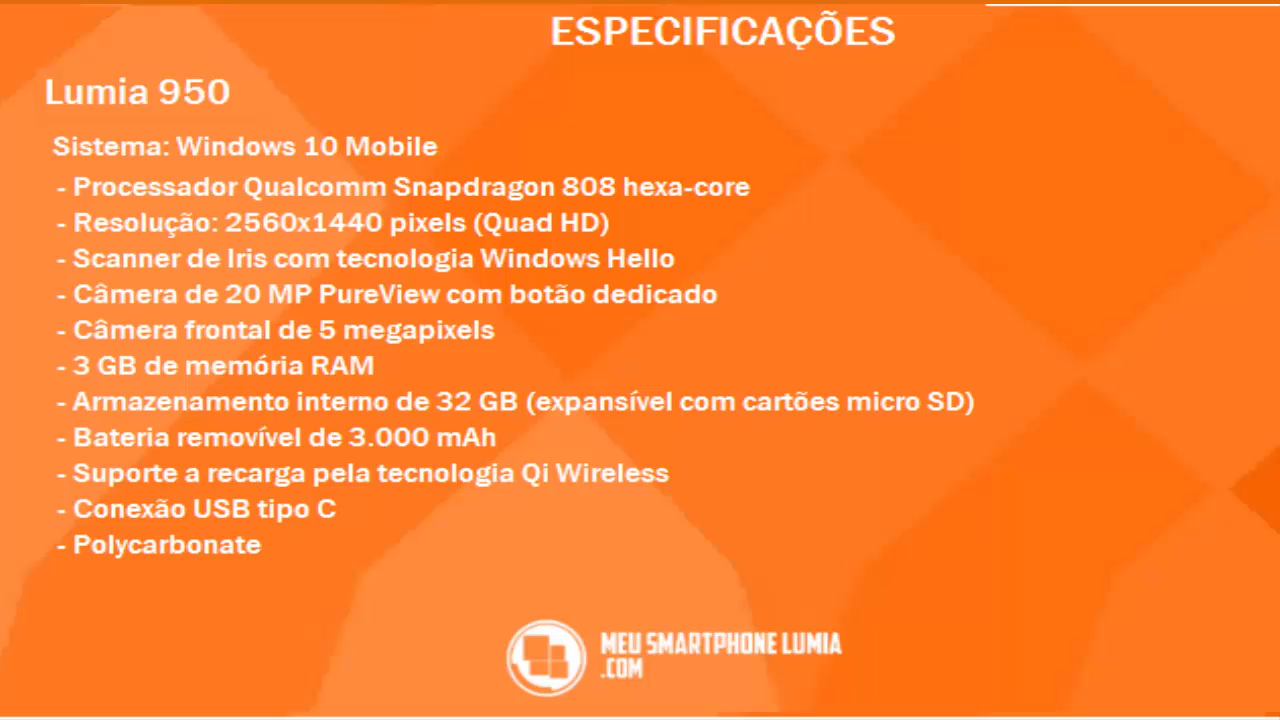 ESPECIFICAÇÕES
Lumia 950
Sistema: Windows 10 Mobile
- Processador Qualcomm Snapdragon 808 hexa-core
- Resolução: 2560x1440 pixels (Quad HD)
- Scanner de Iris com tecnologia Windows Hello
- Câmera de 20 MP PureView com botão dedicado
- Câmera frontal de 5 megapixels
- 3 GB de memória RAM
- Armazenamento interno de 32 GB (expansível com cartões micro SD)
- Bateria removível de 3.000 mAh
- Suporte a recarga pela tecnologia Qi Wireless
- Conexão USB tipo C
- Polycarbonate
MEU SMARTPHONE LUMIA
.COM